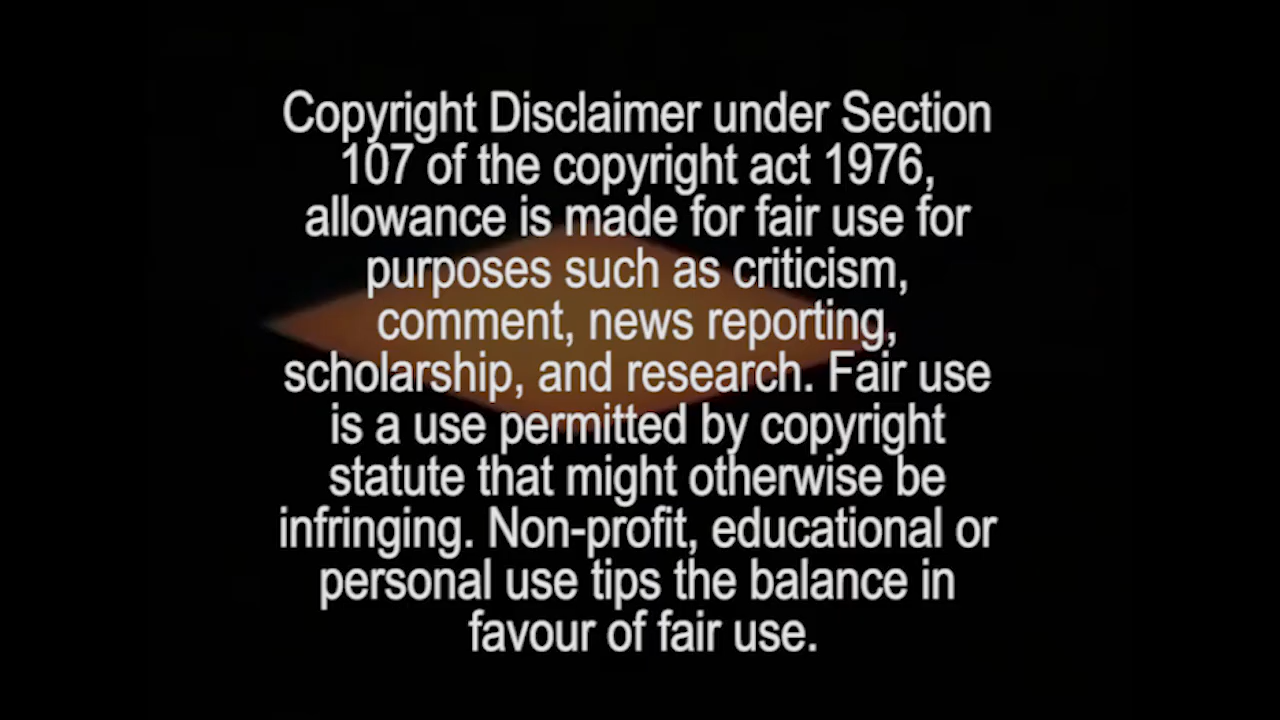 Copyright Disclaimer under Section
107 of the copyright act 1976,
allowance is made for fair use for
purposes such as criticism,
comment, news reporting,
scholarship, and research. Fair use
is a use permitted by copyright
statute that might otherwise be
infringing. Non-profit, educational or
personal use tips the balance in
favour of fair use.